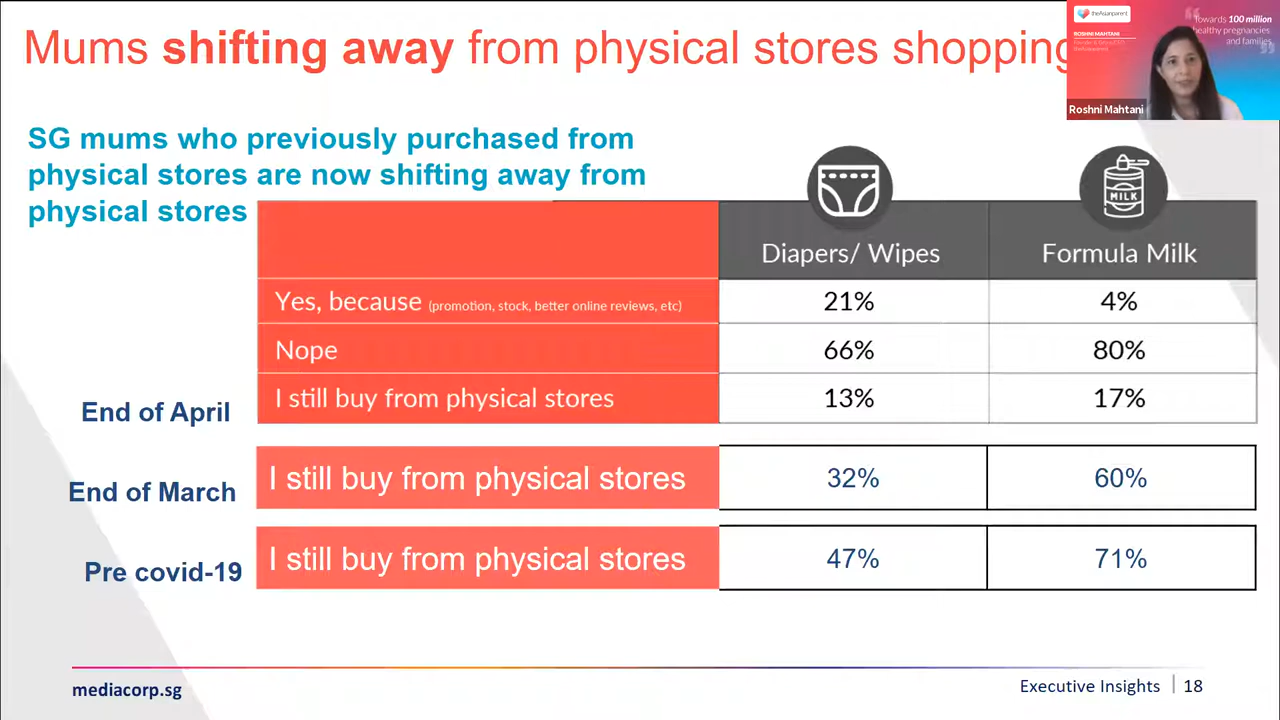 Mums shifting away from physical stores shopping
theAsianparent
ROSHNI MAHTANI
Towards 100 million
healthy pregnancies
and families
Roshni Mahtani
SG mums who previously purchased from
physical stores are now shifting away from
physical stores
MILK
Diapers/ Wipes Formula Milk
Yes, because (promotion, stock, better online reviews, etc) 21% 4%
Nope 66% 80%
End of April I still buy from physical stores 13% 17%
End of March I still buy from physical stores 32% 60%
Pre covid-19 I still buy from physical stores 47% 71%
mediacorp.sg Executive Insights | 18